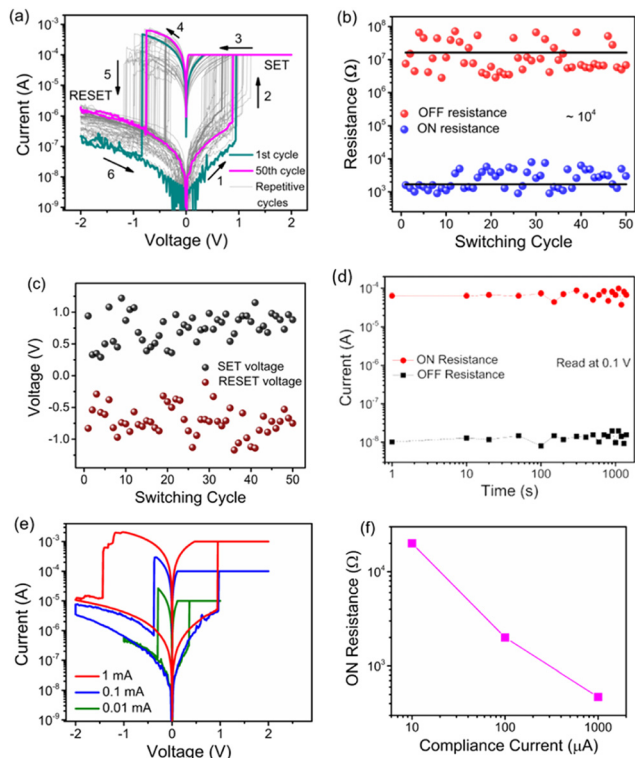 (a)
Current (A)
10⁻³
10⁻⁴
10⁻⁵
10⁻⁶
10⁻⁷
10⁻⁸
10⁻⁹
4
3
SET
5
2
RESET
1
6
1st cycle
50th cycle
Repetitive
cycles
-2 -1 0 1 2
Voltage (V)
(b)
Resistance (Ω)
10⁸
10⁷
10⁶
10⁵
10⁴
10³
OFF resistance
ON resistance
~ 10⁴
0 10 20 30 40 50
Switching Cycle
(c)
Voltage (V)
1.0
0.5
0.0
-0.5
-1.0
SET voltage
RESET voltage
0 10 20 30 40 50
Switching Cycle
(d)
Current (A)
10⁻⁴
10⁻⁵
10⁻⁶
10⁻⁷
10⁻⁸
ON Resistance
OFF Resistance
Read at 0.1 V
1 10 100 1000
Time (s)
(e)
Current (A)
10⁻²
10⁻³
10⁻⁴
10⁻⁵
10⁻⁶
10⁻⁷
10⁻⁸
10⁻⁹
1 mA
0.1 mA
0.01 mA
-2 -1 0 1 2
Voltage (V)
(f)
ON Resistance (Ω)
10⁴
10³
10 100 1000
Compliance Current (μA)